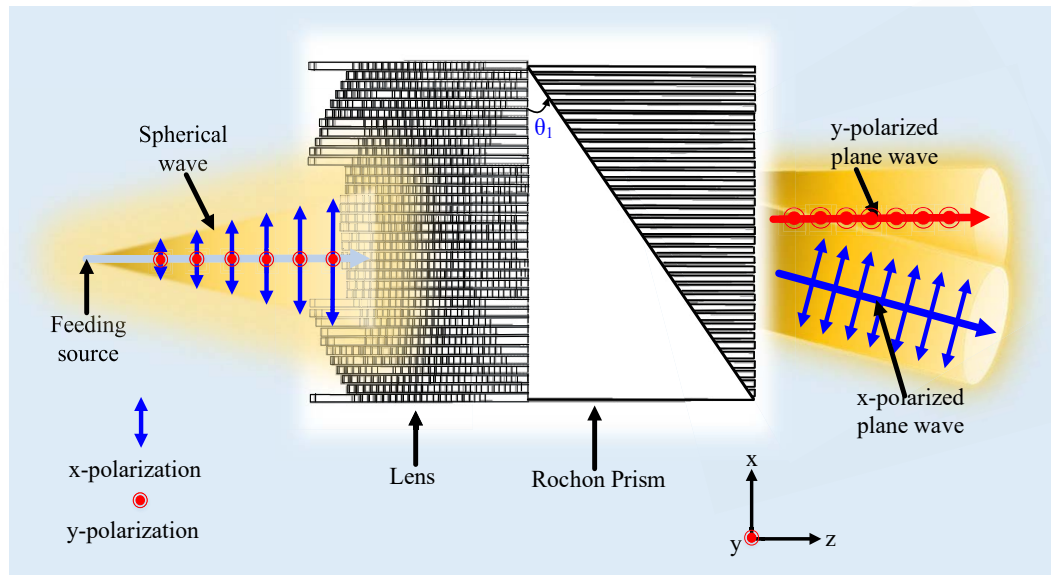 Spherical
wave
θ1
y-polarized
plane wave
Feeding
source
x-polarized
plane wave
Lens
Rochon Prism
x-polarization
y-polarization
x
y
z